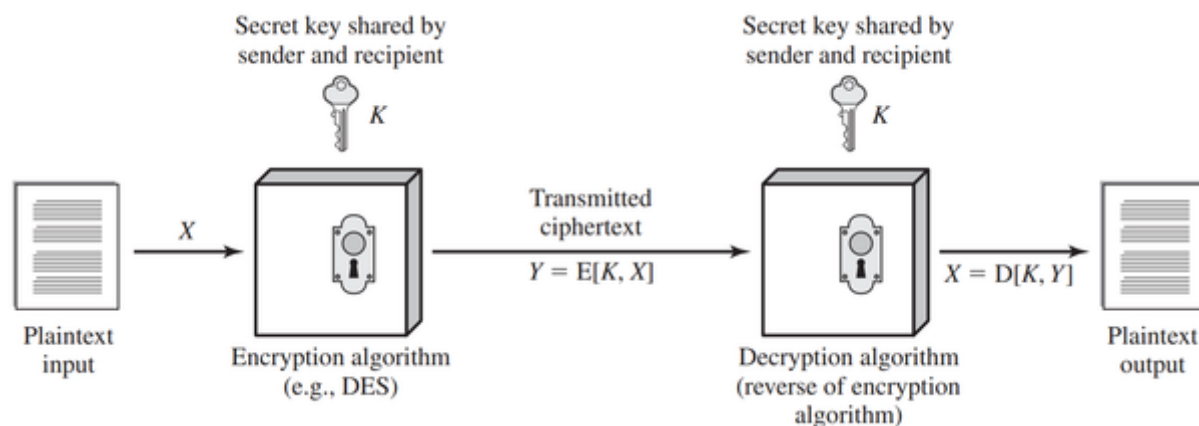 Secret key shared by
sender and recipient
K
Secret key shared by
sender and recipient
K
X
Transmitted
ciphertext
Y = E[K, X]
X = D[K, Y]
Plaintext
input
Encryption algorithm
(e.g., DES)
Decryption algorithm
(reverse of encryption
algorithm)
Plaintext
output